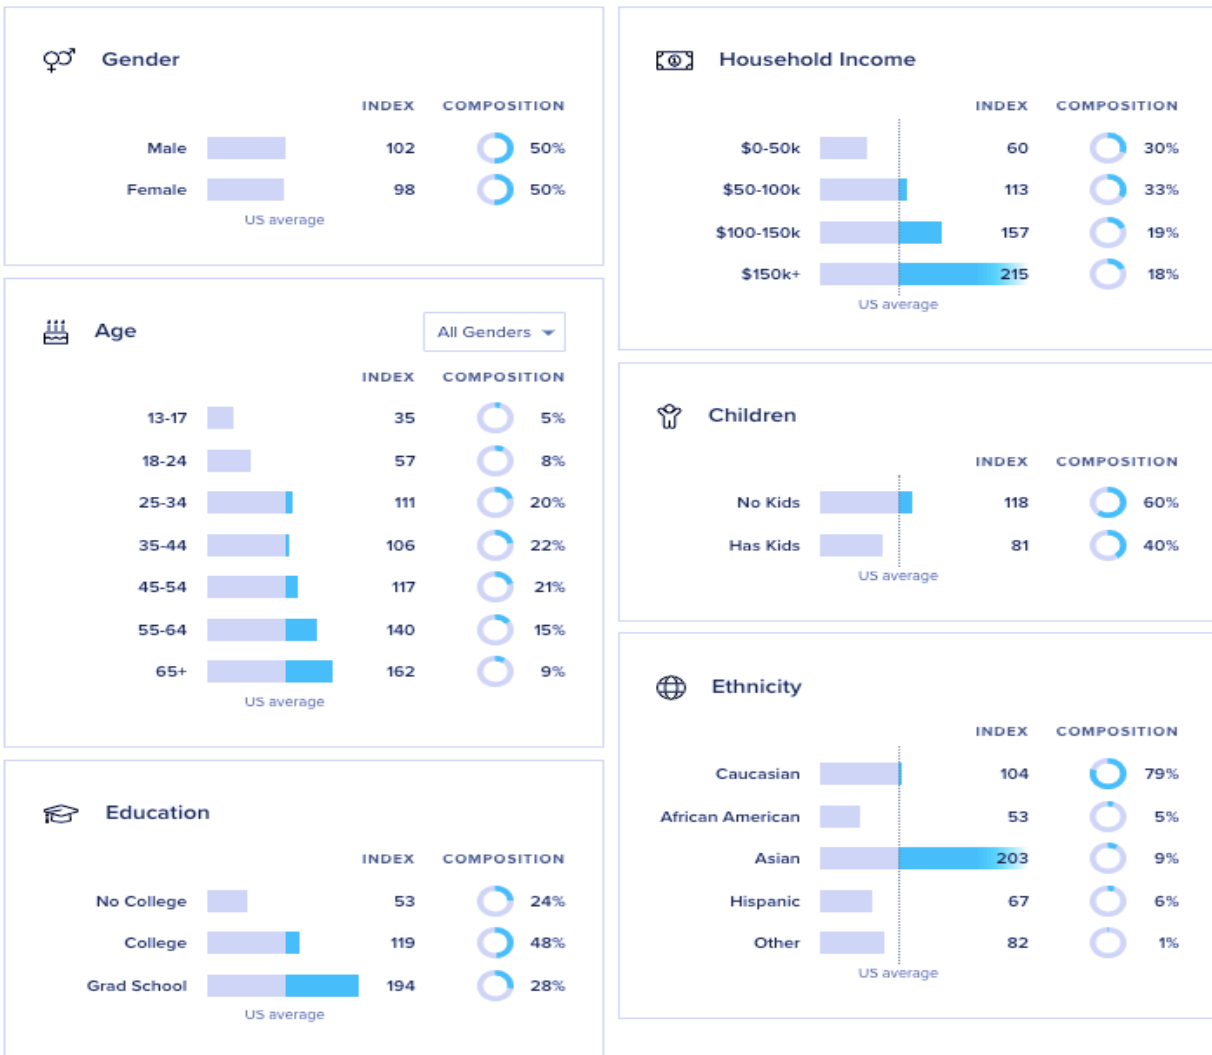 Gender
INDEX COMPOSITION
Male 102 50%
Female 98 50%
US average
Age
All Genders
INDEX COMPOSITION
13-17 35 5%
18-24 57 8%
25-34 111 20%
35-44 106 22%
45-54 117 21%
55-64 140 15%
65+ 162 9%
US average
Education
INDEX COMPOSITION
No College 53 24%
College 119 48%
Grad School 194 28%
US average
Household Income
INDEX COMPOSITION
$0-50k 60 30%
$50-100k 113 33%
$100-150k 157 19%
$150k+ 215 18%
US average
Children
INDEX COMPOSITION
No Kids 118 60%
Has Kids 81 40%
US average
Ethnicity
INDEX COMPOSITION
Caucasian 104 79%
African American 53 5%
Asian 203 9%
Hispanic 67 6%
Other 82 1%
US average